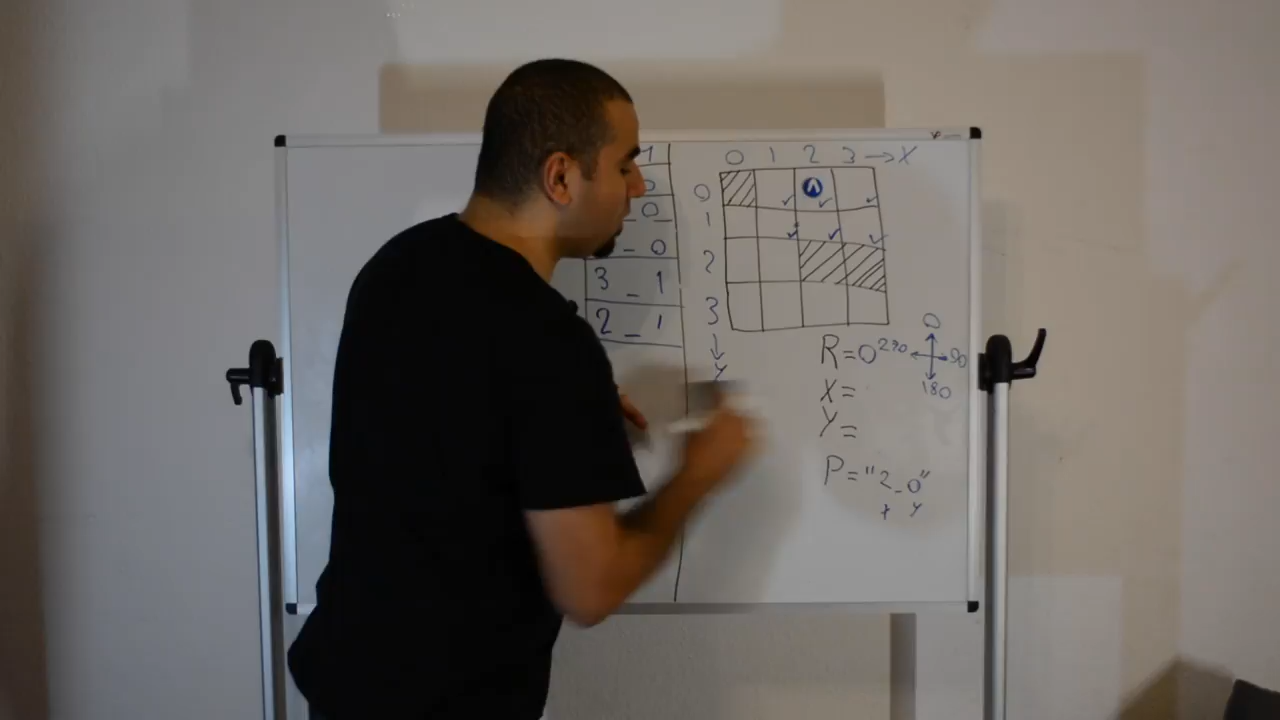 1
0
_ 0
_ 0
3 _ 1
2 _ 1
0 1 2 3 → X
0
1
2
3
↓
Y
R = 0
0
270 90
180
X =
Y =
P = "2_0"
x y